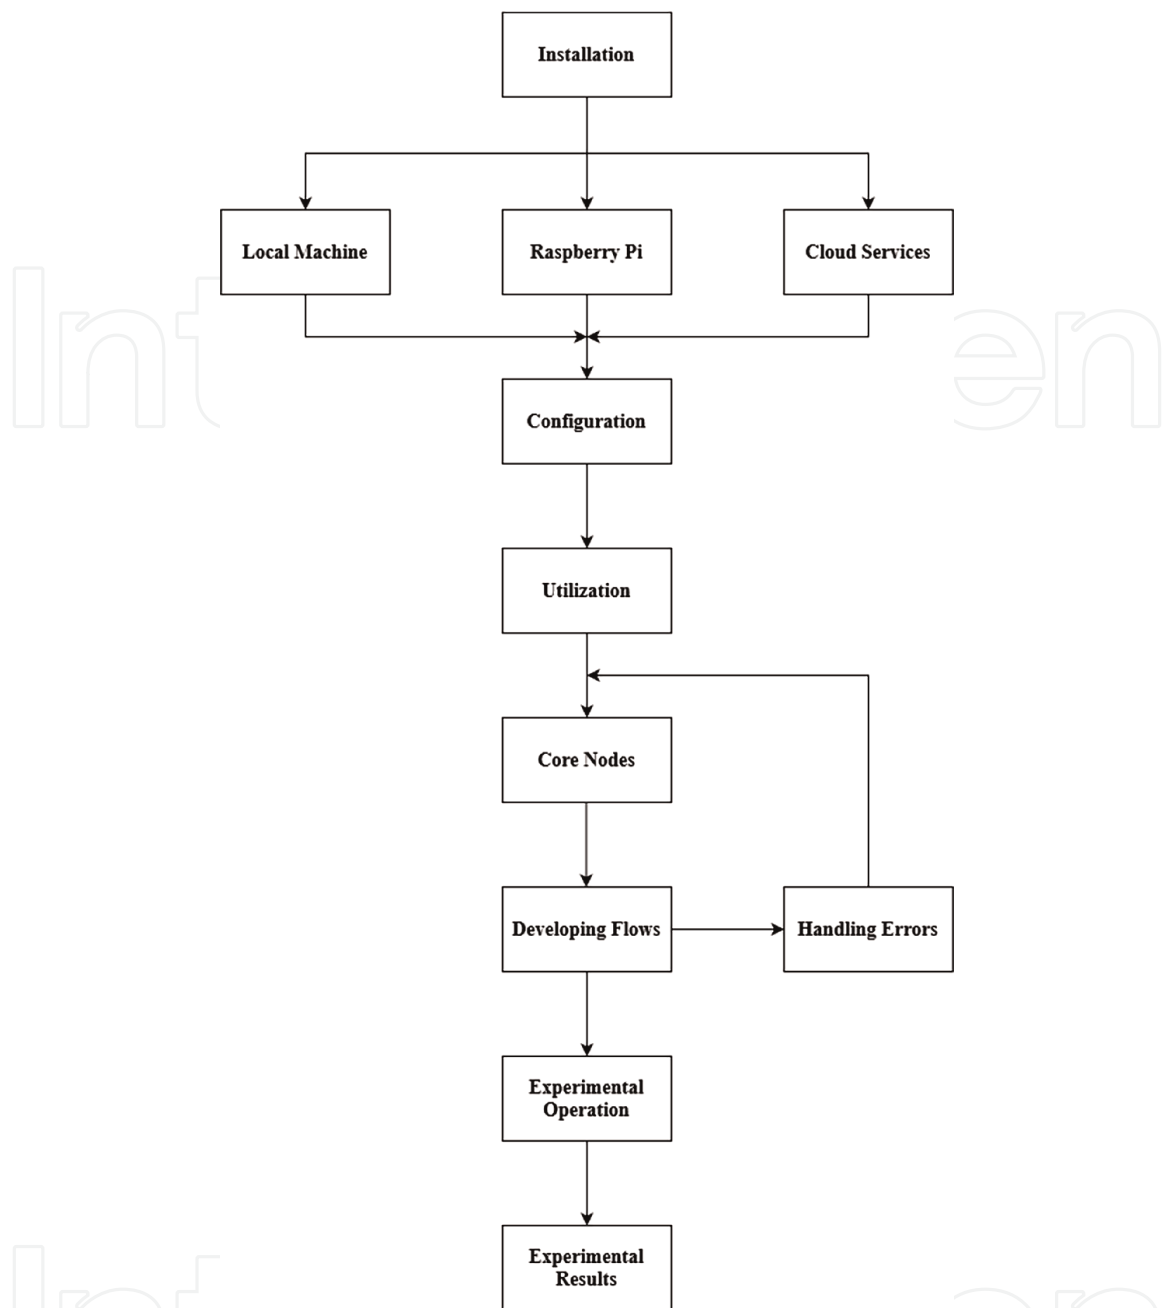 Installation
Local Machine
Raspberry Pi
Cloud Services
Configuration
Utilization
Core Nodes
Developing Flows
Handling Errors
Experimental
Operation
Experimental
Results